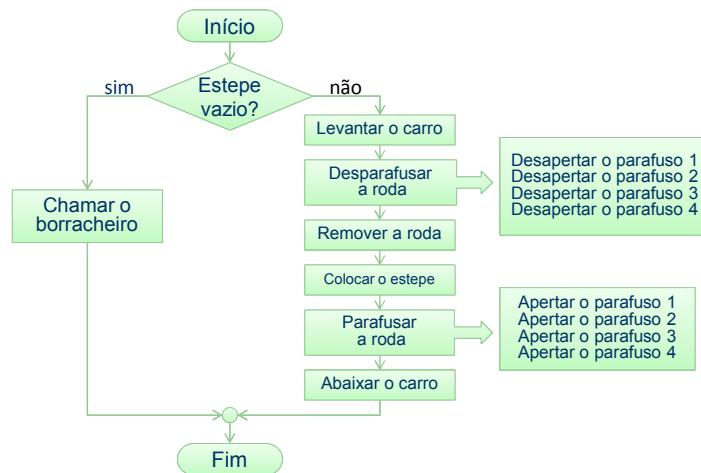 Início
Estepe
vazio?
sim
não
Levantar o carro
Desparafusar
a roda
Desapertar o parafuso 1
Desapertar o parafuso 2
Desapertar o parafuso 3
Desapertar o parafuso 4
Chamar o
borracheiro
Remover a roda
Colocar o estepe
Parafusar
a roda
Apertar o parafuso 1
Apertar o parafuso 2
Apertar o parafuso 3
Apertar o parafuso 4
Abaixar o carro
Fim